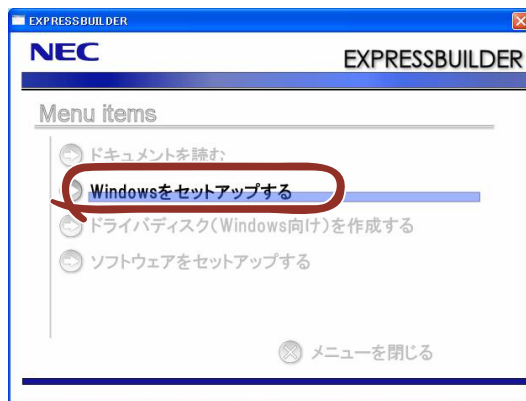 EXPRESSBUILDER
NEC
EXPRESSBUILDER
Menu items
ドキュメントを読む
Windowsをセットアップする
ドライバディスク(Windows向け)を作成する
ソフトウェアをセットアップする
メニューを閉じる